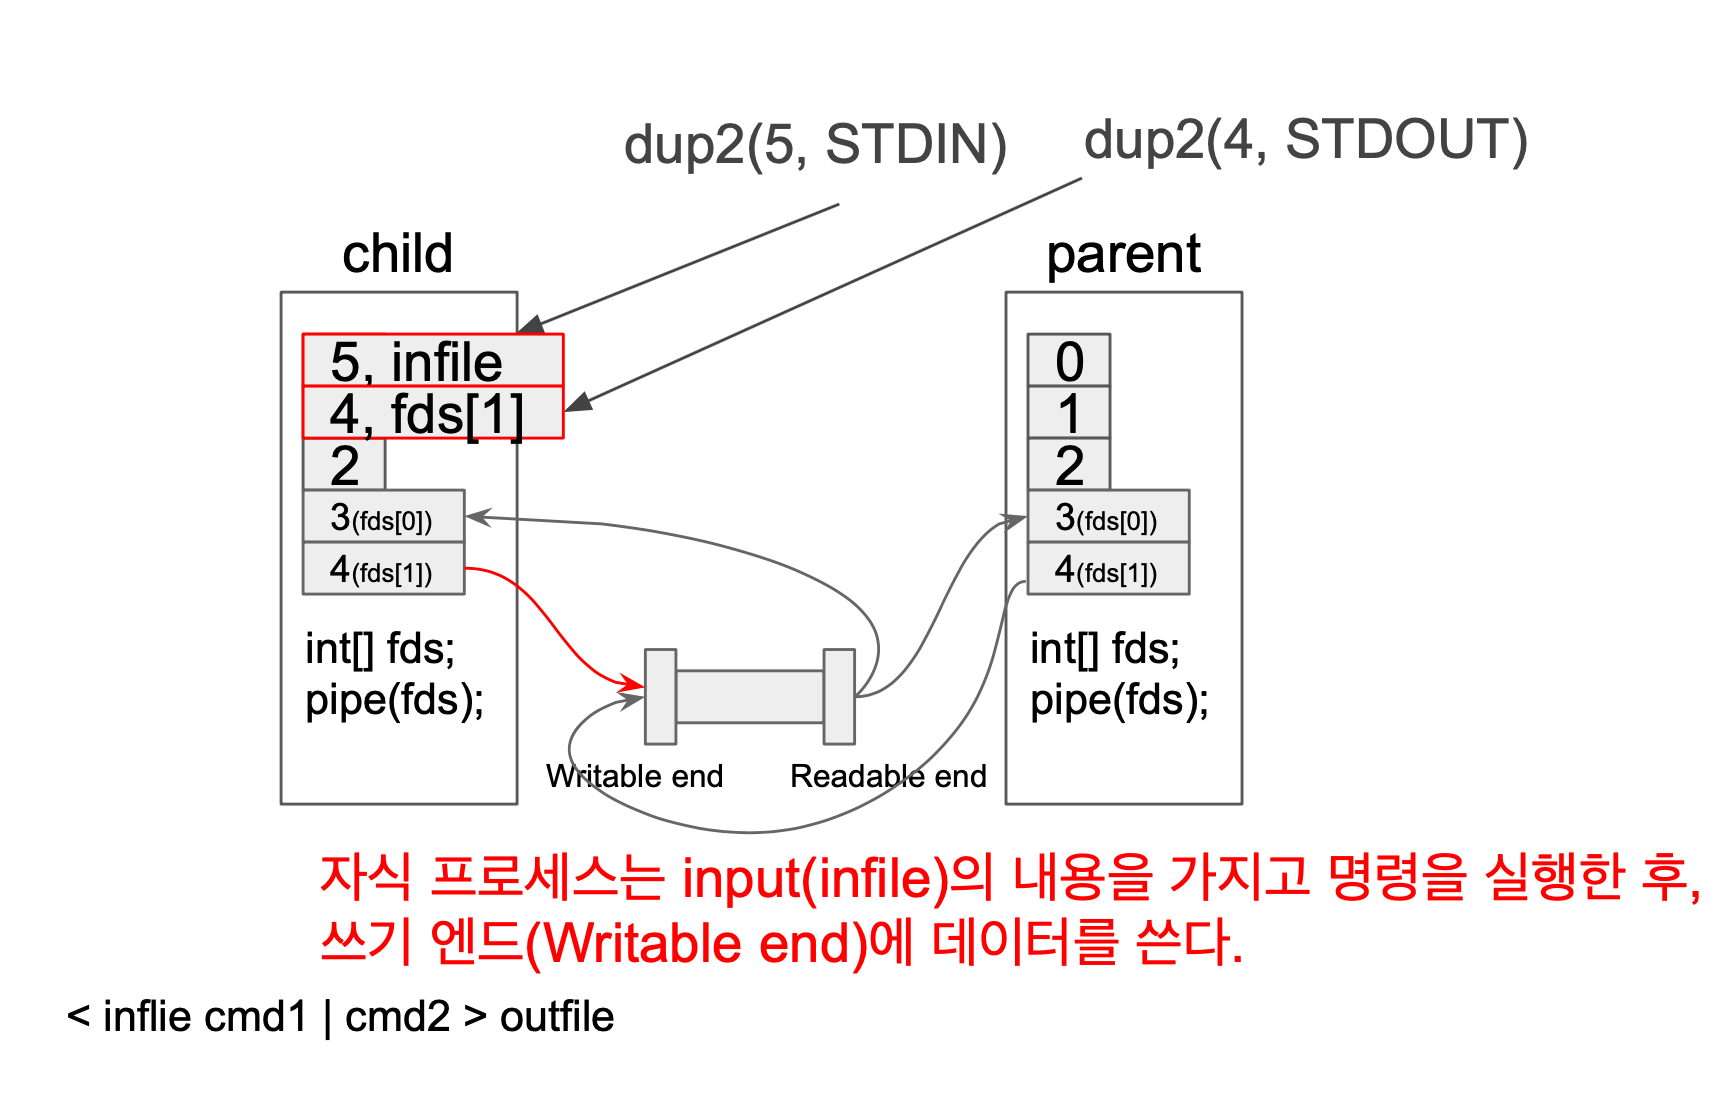 dup2(5, STDIN)
dup2(4, STDOUT)
child
5, infile
4, fds[1]
2
3(fds[0])
4(fds[1])
int[] fds;
pipe(fds);
parent
0
1
2
3(fds[0])
4(fds[1])
int[] fds;
pipe(fds);
Writable end
Readable end
자식 프로세스는 input(infile)의 내용을 가지고 명령을 실행한 후,
쓰기 엔드(Writable end)에 데이터를 쓴다.
< inflie cmd1 | cmd2 > outfile